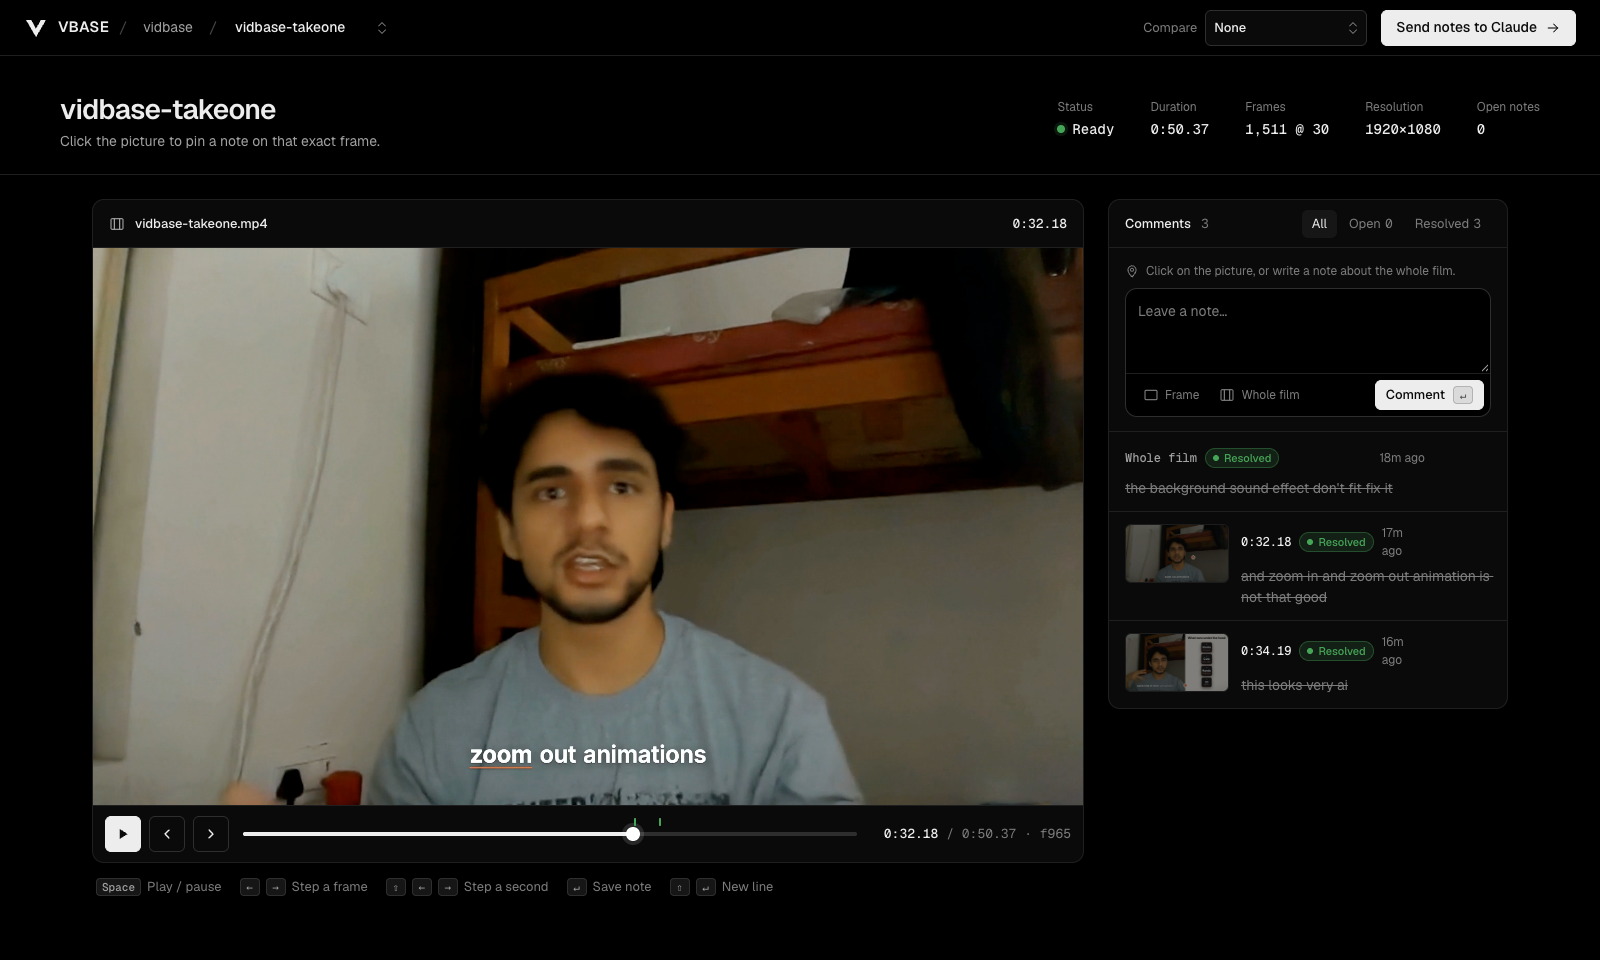 VBASE / vidbase / vidbase-takeone
Compare None Send notes to Claude →
vidbase-takeone
Click the picture to pin a note on that exact frame.
Status Duration Frames Resolution Open notes
Ready 0:50.37 1,511 @ 30 1920×1080 0
vidbase-takeone.mp4 0:32.18
zoom out animations
0:32.18 / 0:50.37 · f965
Space Play / pause ← → Step a frame ⇧ ← → Step a second ↵ Save note ⇧ ↵ New line
Comments 3 All Open 0 Resolved 3
Click on the picture, or write a note about the whole film.
Leave a note…
Frame Whole film Comment ↵
Whole film Resolved 18m ago
the background sound effect don't fit fix it
0:32.18 Resolved 17m ago
and zoom in and zoom out animation is
not that good
0:34.19 Resolved 16m ago
this looks very ai